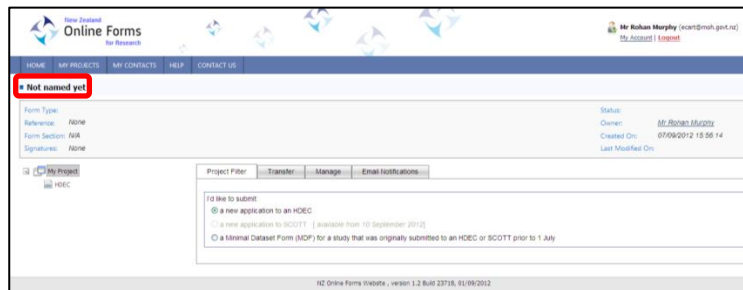 New Zealand
Online Forms
for Research
Mr Rohan Murphy (ecart@moh.govt.nz)
My Account | Logout
HOME MY PROJECTS MY CONTACTS HELP CONTACT US
Not named yet
Form Type: Status:
Reference: None Owner: Mr Rohan Murphy
Form Section: N/A Created On: 07/09/2012 15:56:14
Signatures: None Last Modified On:
My Project
HDEC
Project Filter Transfer Manage Email Notifications
I'd like to submit:
a new application to an HDEC
a new application to SCOTT [ available from 10 September 2012]
a Minimal Dataset Form (MDF) for a study that was originally submitted to an HDEC or SCOTT prior to 1 July
NZ Online Forms Website , version 1.2 Build 23718, 01/09/2012